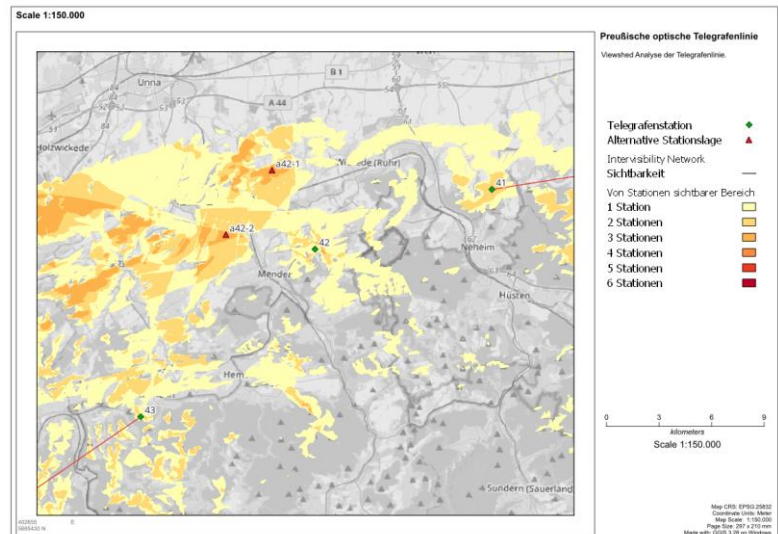 Scale 1:150.000
Preußische optische Telegrafenlinie
Viewshed Analyse der Telegrafenlinie.
Telegrafenstation
Alternative Stationslage
Intervisibility Network
Sichtbarkeit
Von Stationen sichtbarer Bereich
1 Station
2 Stationen
3 Stationen
4 Stationen
5 Stationen
6 Stationen
Unna
B 1
A 44
Holzwickede
a42-1
41
a42-2
42
Neheim
Menden
Hüsten
Hem
43
Sundern (Sauerland)
0 3 6 9
kilometers
Scale 1:150.000
Map CRS: EPSG:25832
Coordinate Units: Meter
Map Scale: 1:150.000
Page Size: 297 x 210 mm